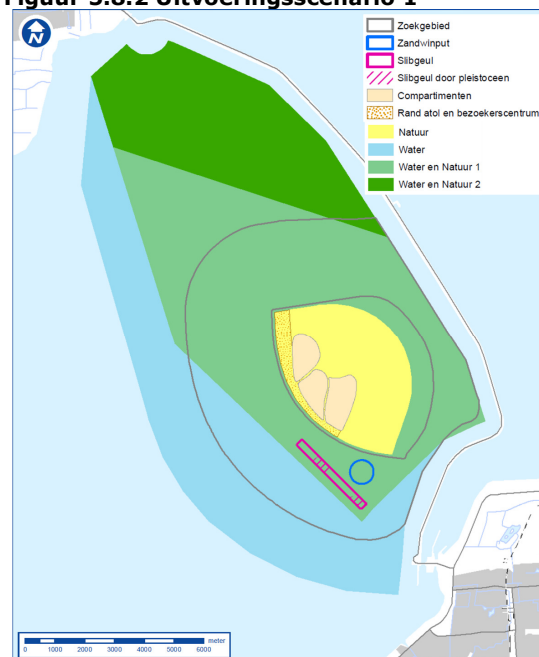 Figuur 5.8.2 Uitvoeringsscenario 1
N
Zoekgebied
Zandwinput
Slibgeul
Slibgeul door pleistoceen
Compartimenten
Rand atol en bezoekerscentrum
Natuur
Water
Water en Natuur 1
Water en Natuur 2
meter
0 1000 2000 3000 4000 5000 6000